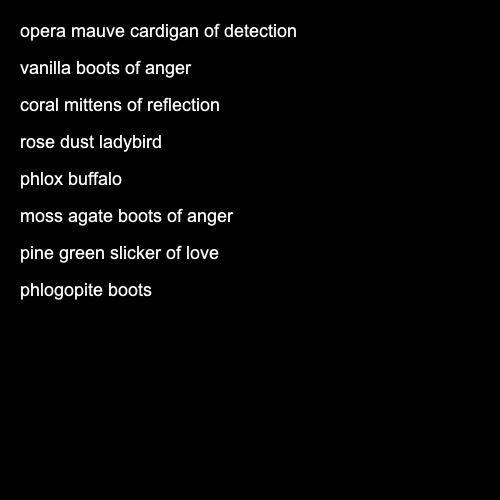 opera mauve cardigan of detection
vanilla boots of anger
coral mittens of reflection
rose dust ladybird
phlox buffalo
moss agate boots of anger
pine green slicker of love
phlogopite boots